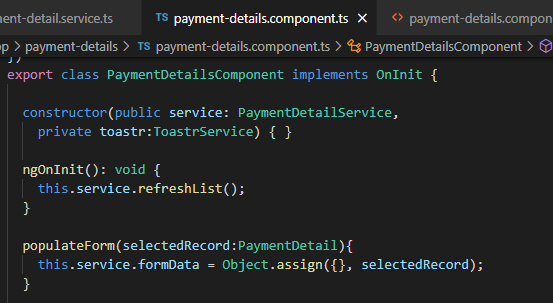 ent-detail.service.ts TS payment-details.component.ts × <> payment-details.compon
pp > payment-details > TS payment-details.component.ts > PaymentDetailsComponent >
})
export class PaymentDetailsComponent implements OnInit {
constructor(public service: PaymentDetailService,
private toastr:ToastrService) { }
ngOnInit(): void {
this.service.refreshList();
}
populateForm(selectedRecord:PaymentDetail){
this.service.formData = Object.assign({}, selectedRecord);
}